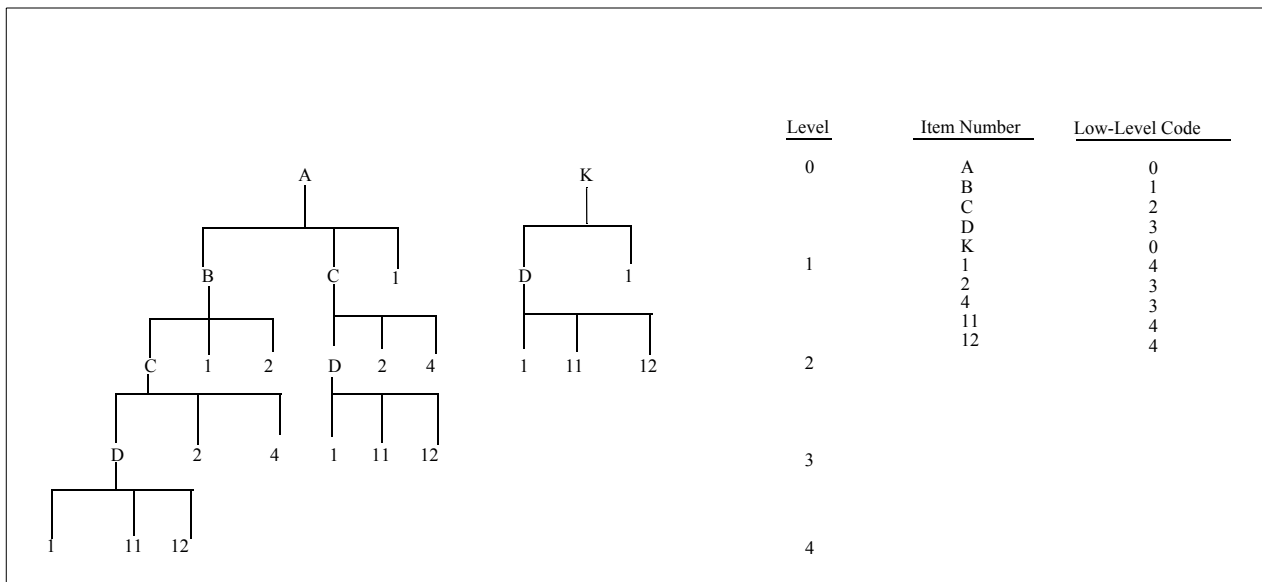 Level Item Number Low-Level Code
0 A 0
A K
B 1
C 2
D 3
K 0
B C 1 D 1 1
1 4
2 3
4 3
11 4
12 4
C 1 2 D 2 4 1 11 12 2
D 2 4 1 11 12 3
1 11 12 4